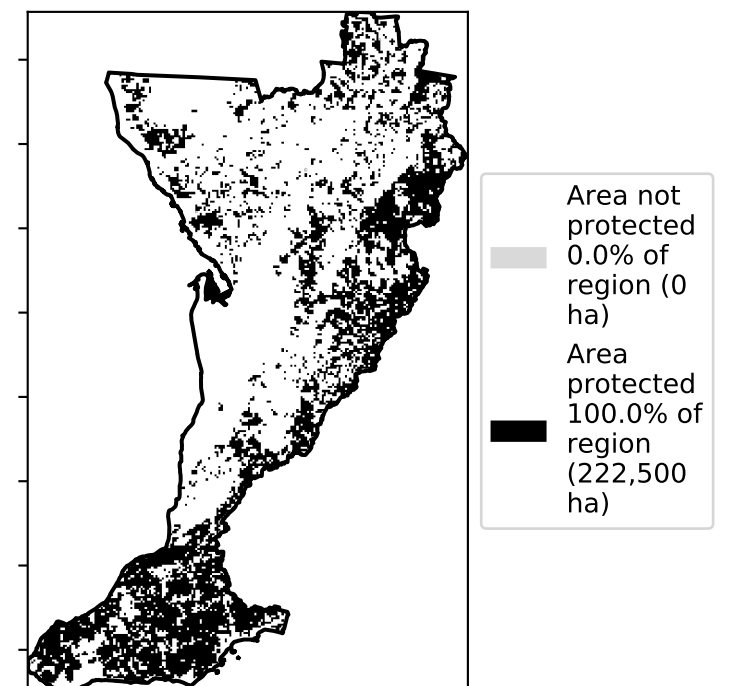 Area not
protected
0.0% of
region (0
ha)
Area
protected
100.0% of
region
(222,500
ha)